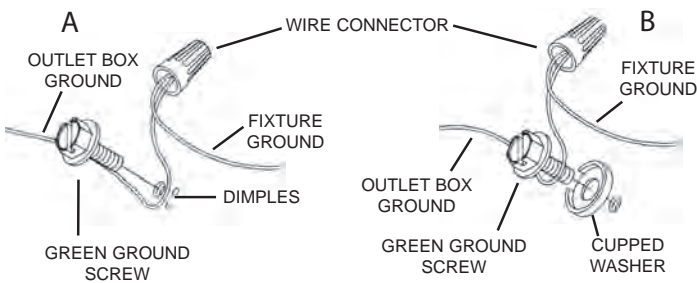 A
WIRE CONNECTOR
B
OUTLET BOX
GROUND
FIXTURE
GROUND
DIMPLES
GREEN GROUND
SCREW
FIXTURE
GROUND
OUTLET BOX
GROUND
GREEN GROUND
SCREW
CUPPED
WASHER